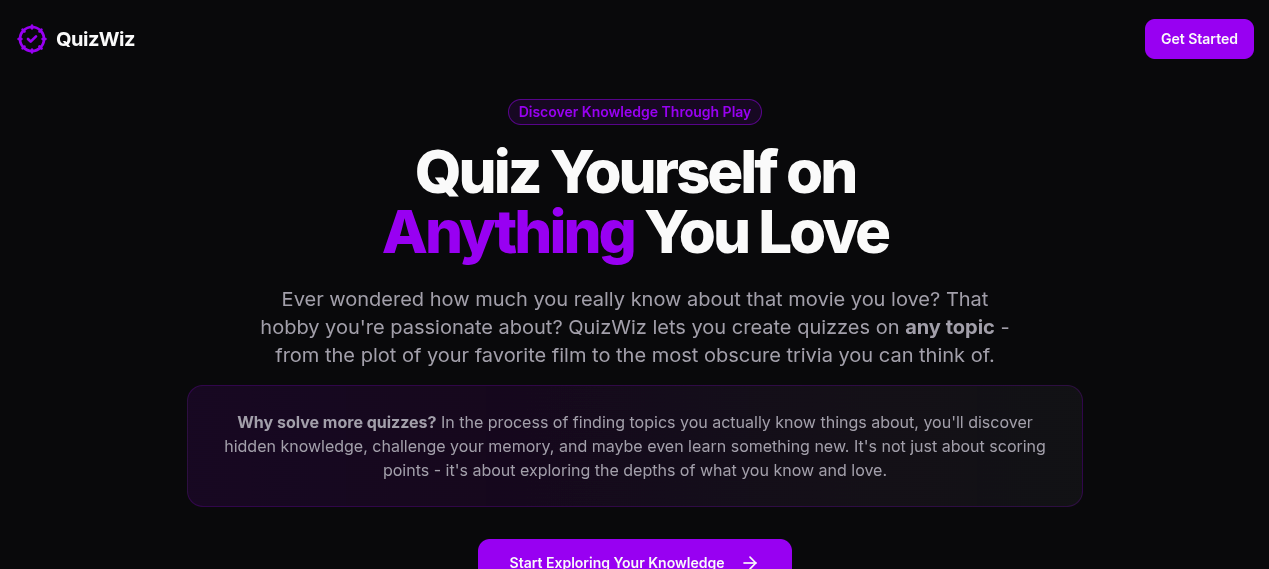 QuizWiz
Get Started
Discover Knowledge Through Play
Quiz Yourself on
Anything You Love
Ever wondered how much you really know about that movie you love? That
hobby you're passionate about? QuizWiz lets you create quizzes on any topic -
from the plot of your favorite film to the most obscure trivia you can think of.
Why solve more quizzes? In the process of finding topics you actually know things about, you'll discover
hidden knowledge, challenge your memory, and maybe even learn something new. It's not just about scoring
points - it's about exploring the depths of what you know and love.
Start Exploring Your Knowledge